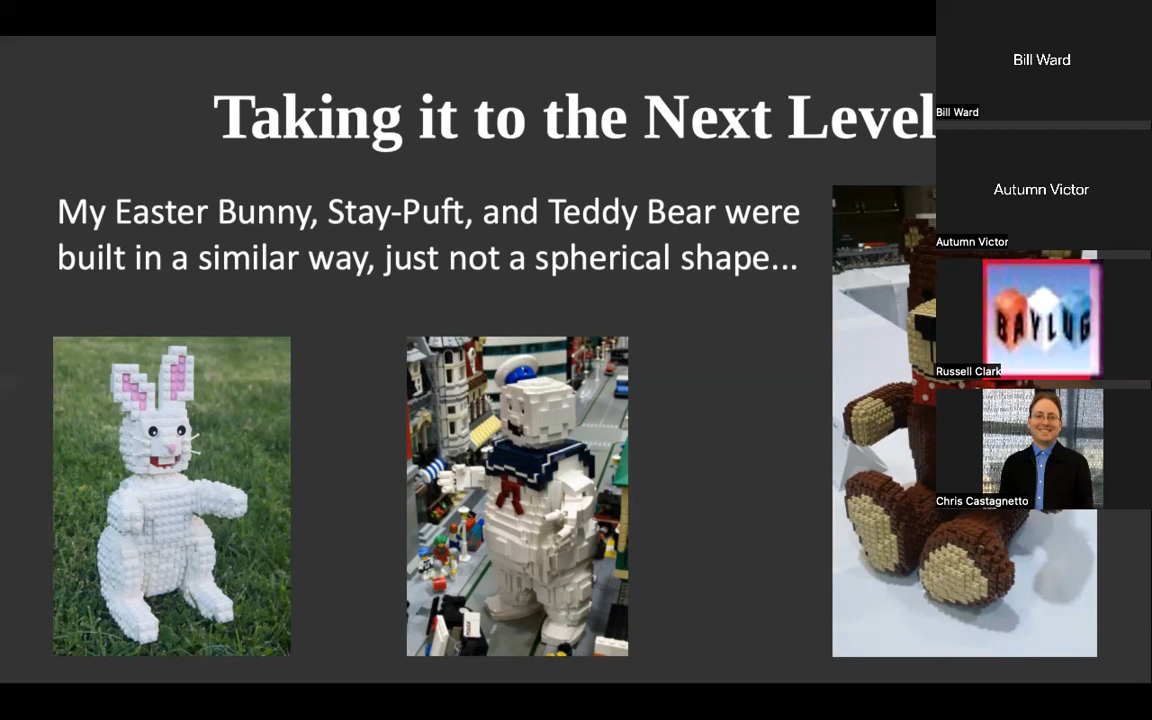 Taking it to the Next Level
My Easter Bunny, Stay-Puft, and Teddy Bear were
built in a similar way, just not a spherical shape...
Bill Ward
Bill Ward
Autumn Victor
Autumn Victor
BAYLUG
Russell Clark
Chris Castagnetto